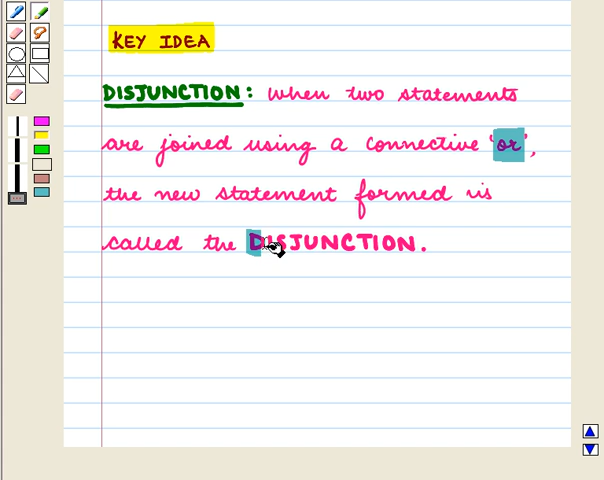 KEY IDEA
DISJUNCTION: When two statements
are joined using a connective 'or',
the new statement formed is
called the DISJUNCTION.